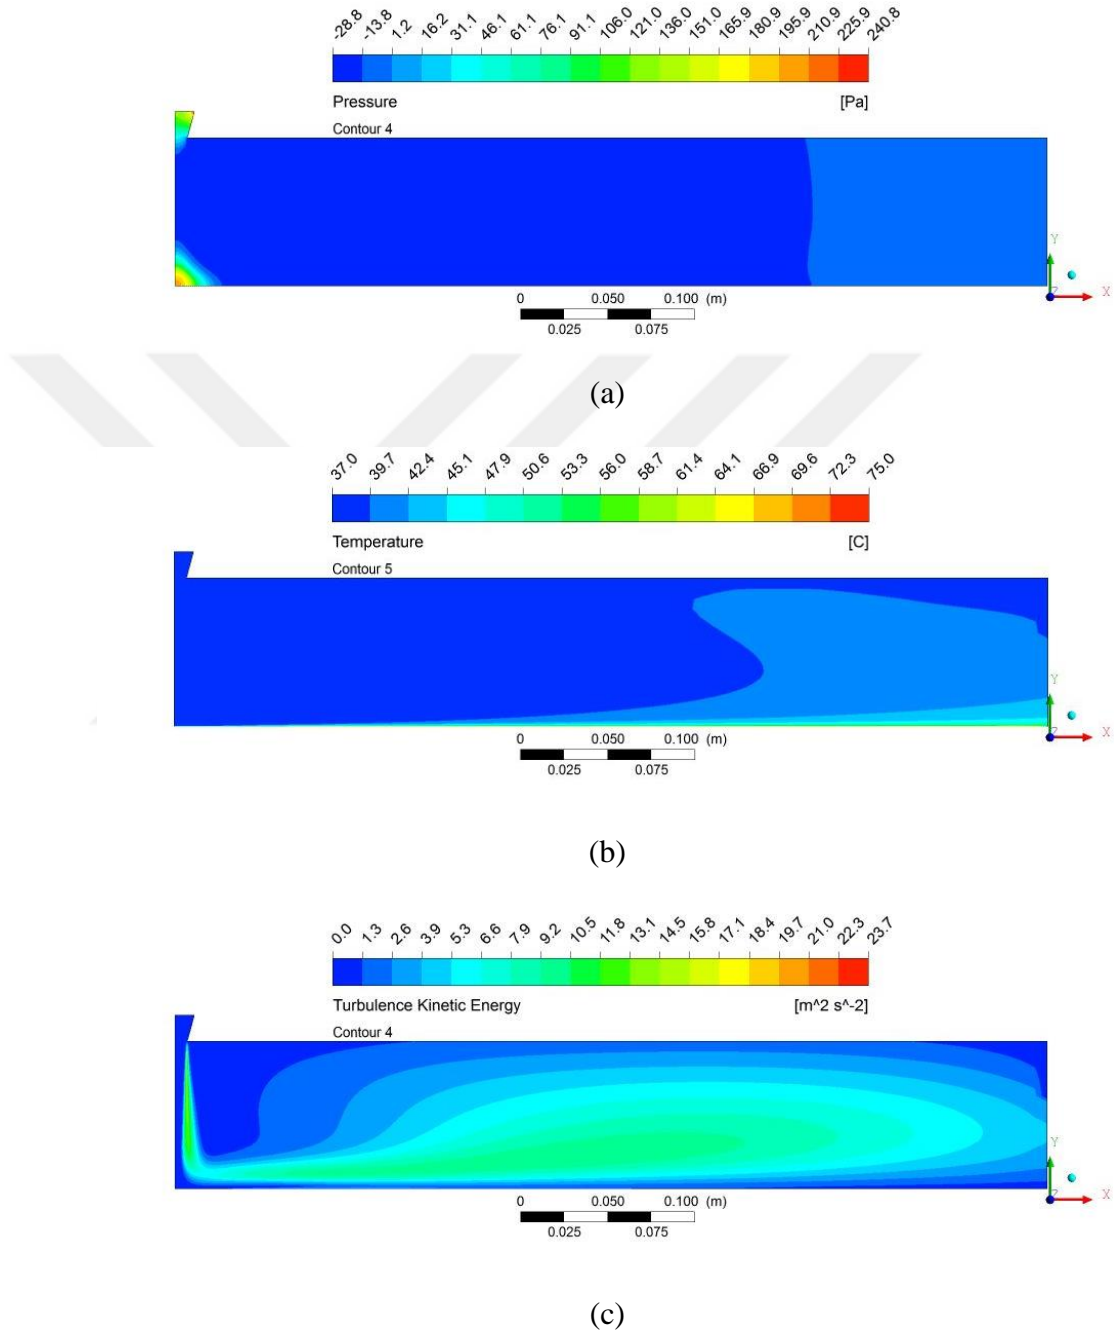 -28.8 -13.8 1.2 16.2 31.1 46.1 61.1 76.1 91.1 106.0 121.0 136.0 151.0 165.9 180.9 195.9 210.9 225.9 240.8
Pressure [Pa]
Contour 4
Y
X
Z
0 0.050 0.100 (m)
0.025 0.075
(a)
37.0 39.7 42.4 45.1 47.9 50.6 53.3 56.0 58.7 61.4 64.1 66.9 69.6 72.3 75.0
Temperature [C]
Contour 5
Y
X
Z
0 0.050 0.100 (m)
0.025 0.075
(b)
0.0 1.3 2.6 3.9 5.3 6.6 7.9 9.2 10.5 11.8 13.1 14.5 15.8 17.1 18.4 19.7 21.0 22.3 23.7
Turbulence Kinetic Energy [m^2 s^-2]
Contour 4
Y
X
Z
0 0.050 0.100 (m)
0.025 0.075
(c)